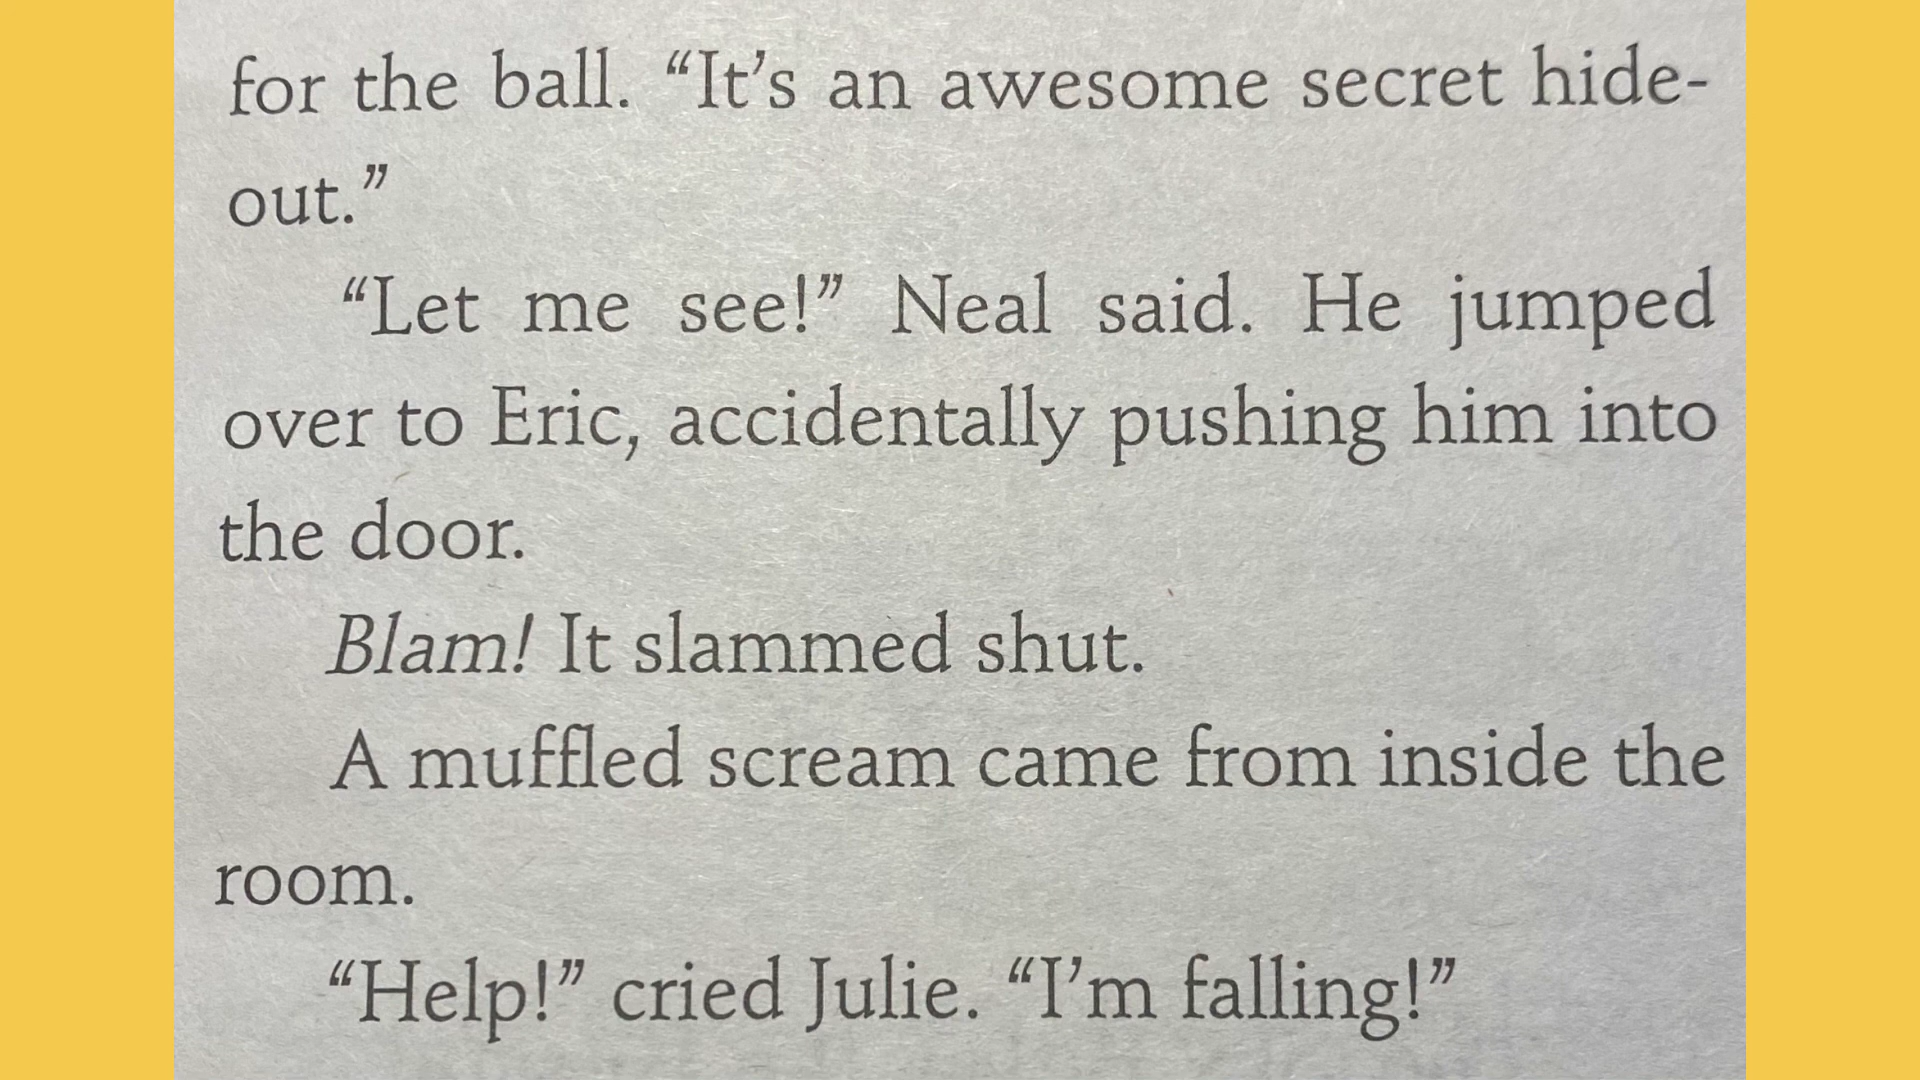 for the ball. “It’s an awesome secret hide-
out.”
“Let me see!” Neal said. He jumped
over to Eric, accidentally pushing him into
the door.
Blam! It slammed shut.
A muffled scream came from inside the
room.
“Help!” cried Julie. “I’m falling!”